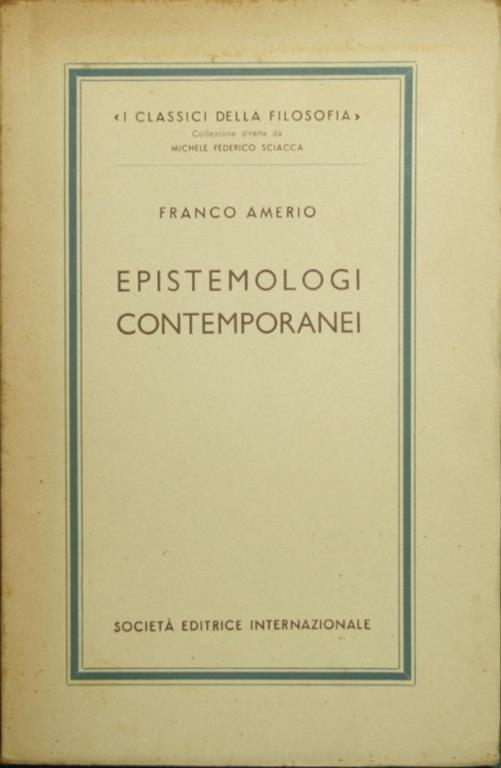 «I CLASSICI DELLA FILOSOFIA»
Collezione diretta da
MICHELE FEDERICO SCIACCA
FRANCO AMERIO
EPISTEMOLOGI
CONTEMPORANEI
SOCIETÀ EDITRICE INTERNAZIONALE